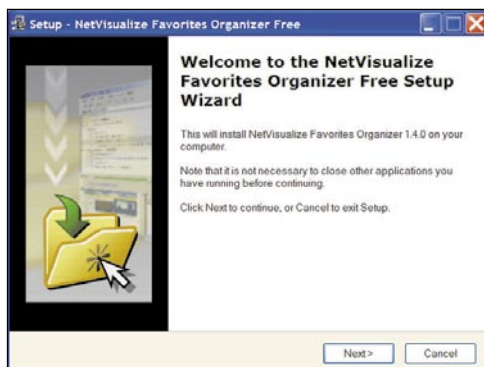 Setup - NetVisualize Favorites Organizer Free
Welcome to the NetVisualize
Favorites Organizer Free Setup
Wizard
This will install NetVisualize Favorites Organizer 1.4.0 on your
computer.
Note that it is not necessary to close other applications you
have running before continuing.
Click Next to continue, or Cancel to exit Setup.
Next >
Cancel